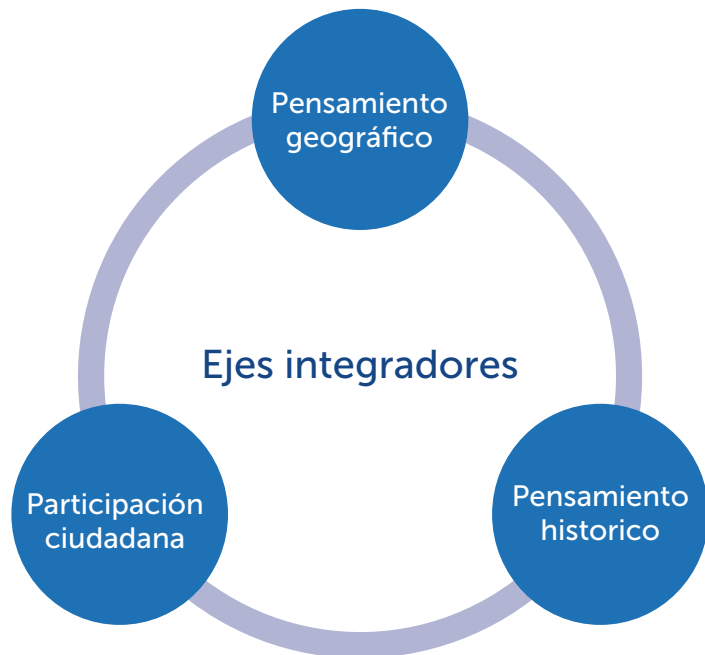 Pensamiento
geográfico
Ejes integradores
Participación
ciudadana
Pensamiento
historico